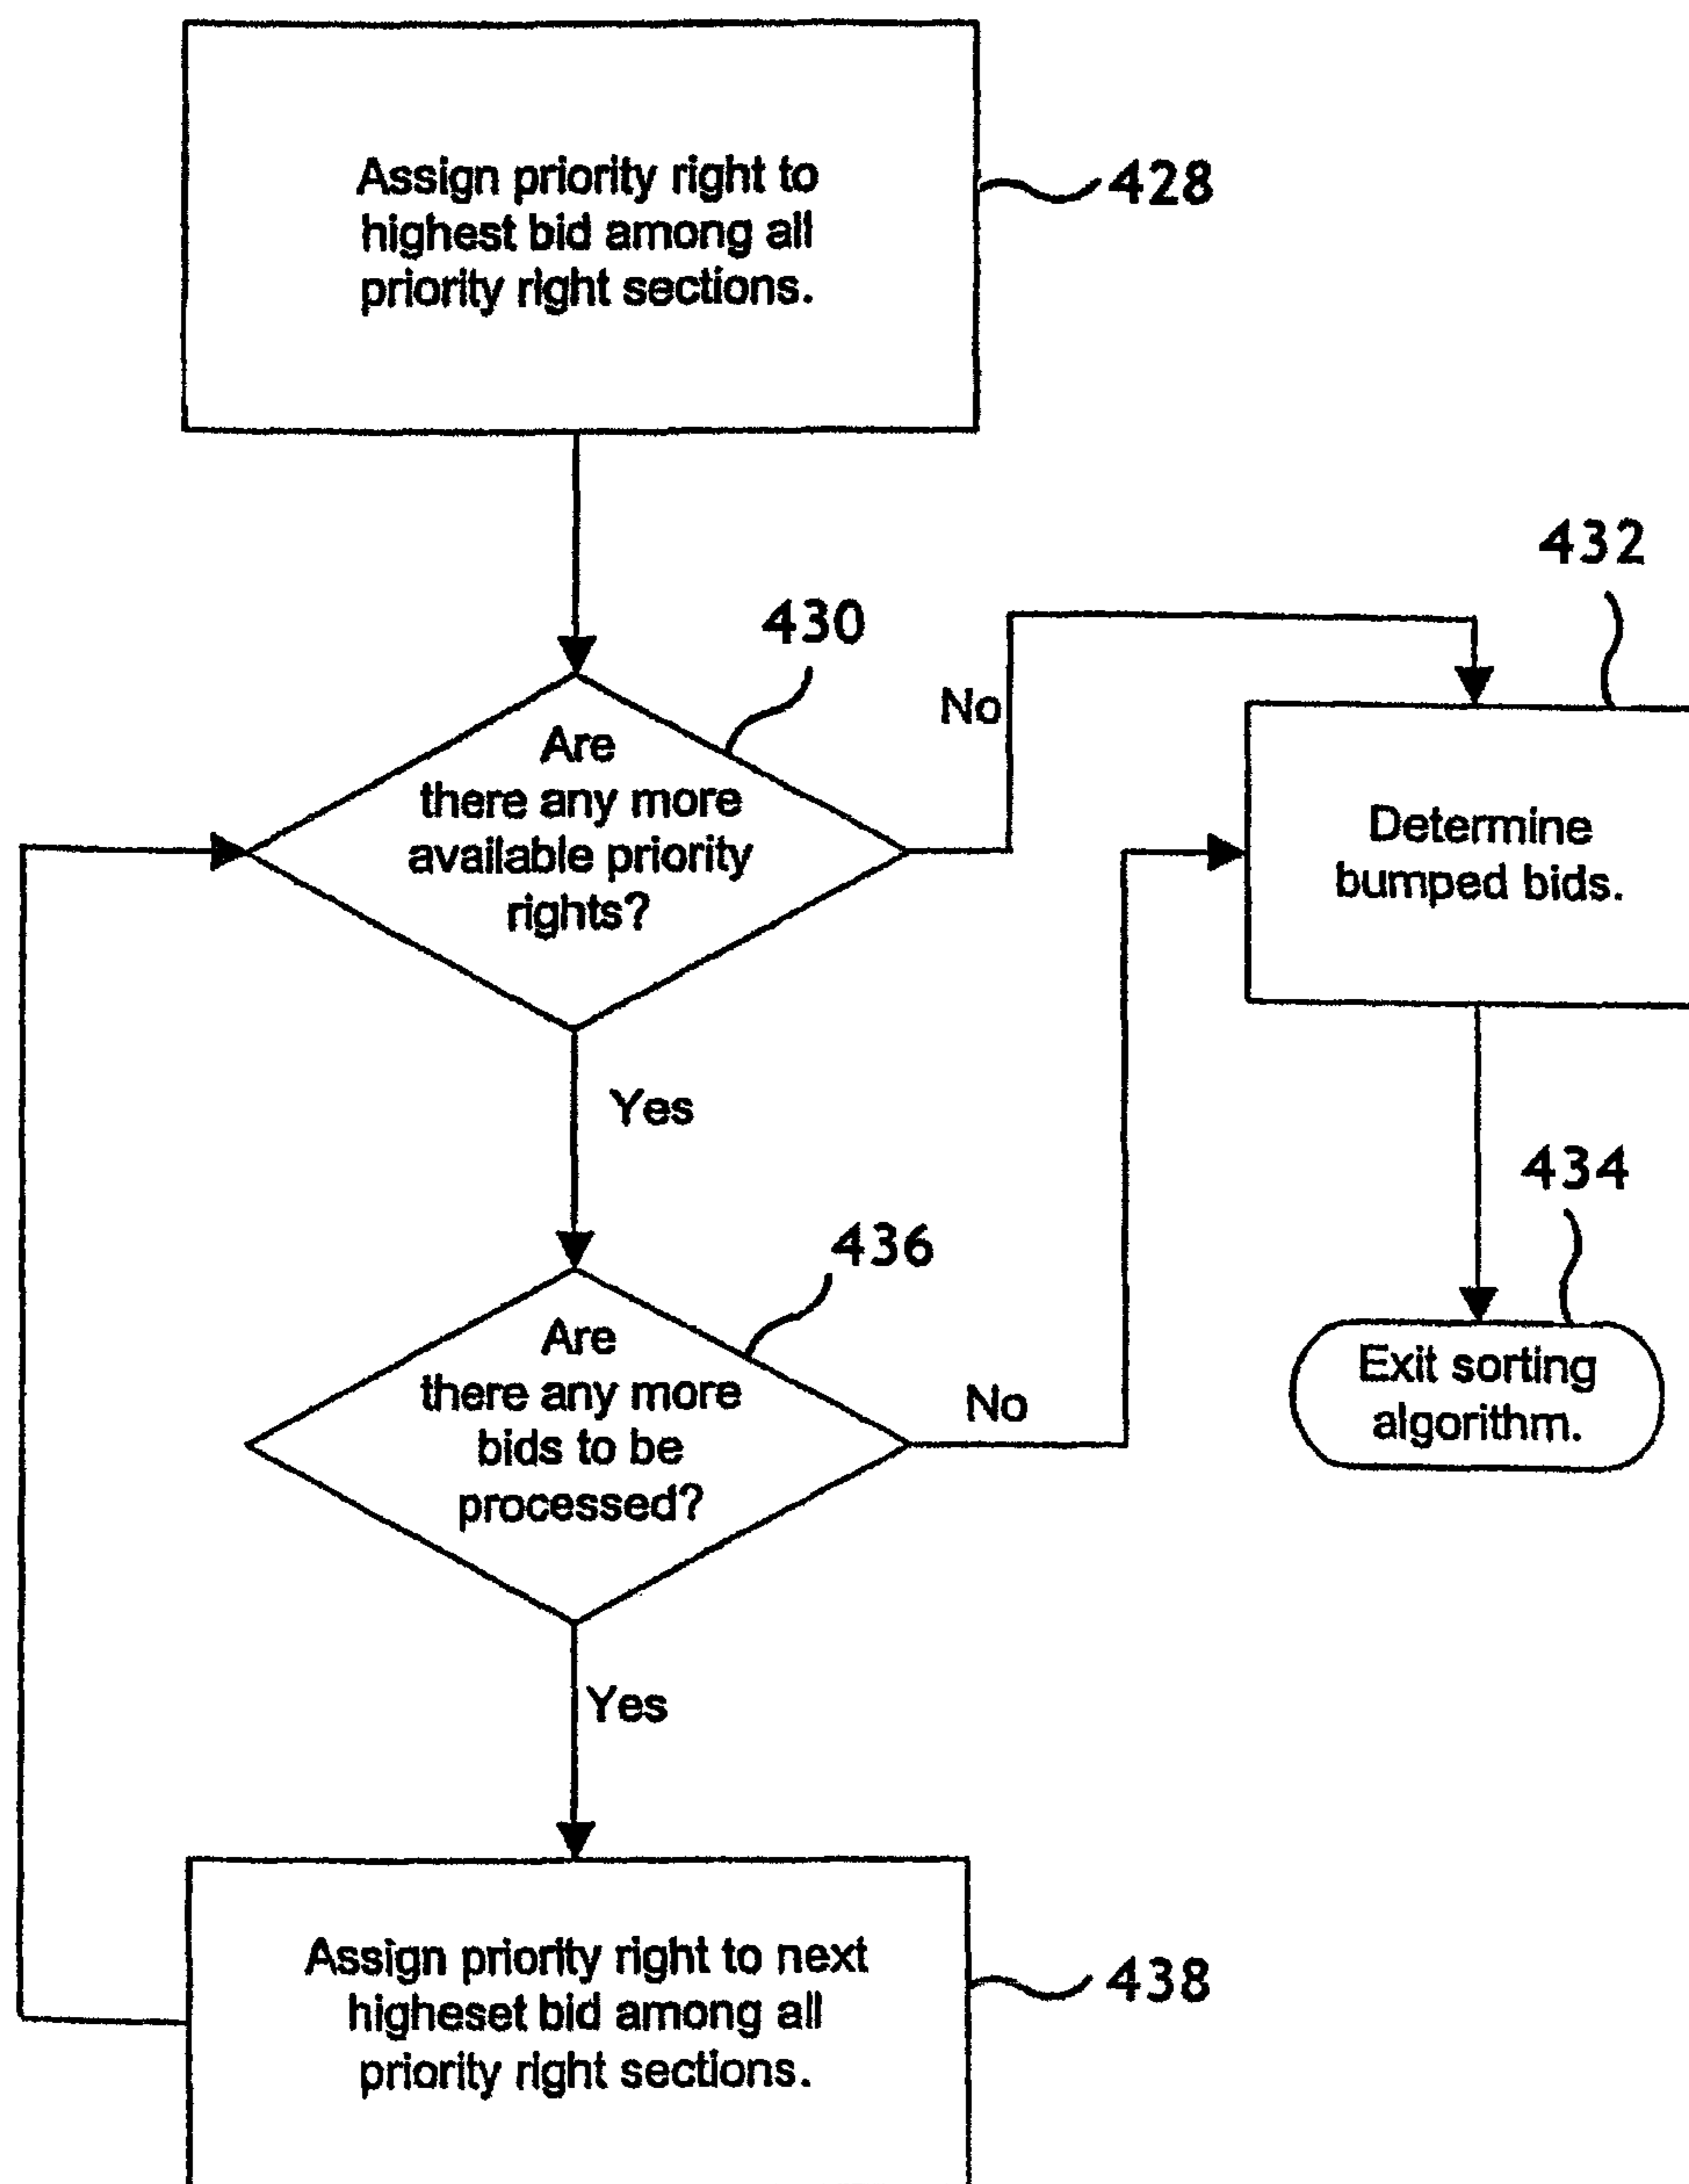 Assign priority right to
highest bid among all
priority right sections.
428
432
430
No
Are
there any more
available priority
rights?
Determine
bumped bids.
Yes
434
436
Are
there any more
bids to be
processed?
No
Exit sorting
algorithm.
Yes
Assign priority right to next
higheset bid among all
priority right sections.
438